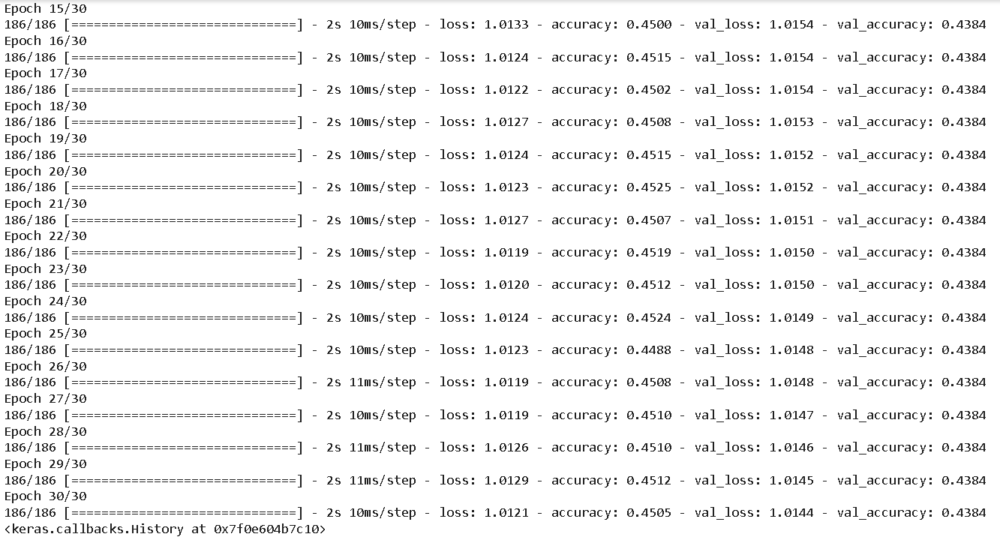 Epoch 15/30
186/186 [==============================] - 2s 10ms/step - loss: 1.0133 - accuracy: 0.4500 - val_loss: 1.0154 - val_accuracy: 0.4384
Epoch 16/30
186/186 [==============================] - 2s 10ms/step - loss: 1.0124 - accuracy: 0.4515 - val_loss: 1.0154 - val_accuracy: 0.4384
Epoch 17/30
186/186 [==============================] - 2s 10ms/step - loss: 1.0122 - accuracy: 0.4502 - val_loss: 1.0154 - val_accuracy: 0.4384
Epoch 18/30
186/186 [==============================] - 2s 10ms/step - loss: 1.0127 - accuracy: 0.4508 - val_loss: 1.0153 - val_accuracy: 0.4384
Epoch 19/30
186/186 [==============================] - 2s 10ms/step - loss: 1.0124 - accuracy: 0.4515 - val_loss: 1.0152 - val_accuracy: 0.4384
Epoch 20/30
186/186 [==============================] - 2s 10ms/step - loss: 1.0123 - accuracy: 0.4525 - val_loss: 1.0152 - val_accuracy: 0.4384
Epoch 21/30
186/186 [==============================] - 2s 10ms/step - loss: 1.0127 - accuracy: 0.4507 - val_loss: 1.0151 - val_accuracy: 0.4384
Epoch 22/30
186/186 [==============================] - 2s 10ms/step - loss: 1.0119 - accuracy: 0.4519 - val_loss: 1.0150 - val_accuracy: 0.4384
Epoch 23/30
186/186 [==============================] - 2s 10ms/step - loss: 1.0120 - accuracy: 0.4512 - val_loss: 1.0150 - val_accuracy: 0.4384
Epoch 24/30
186/186 [==============================] - 2s 10ms/step - loss: 1.0124 - accuracy: 0.4524 - val_loss: 1.0149 - val_accuracy: 0.4384
Epoch 25/30
186/186 [==============================] - 2s 10ms/step - loss: 1.0123 - accuracy: 0.4488 - val_loss: 1.0148 - val_accuracy: 0.4384
Epoch 26/30
186/186 [==============================] - 2s 11ms/step - loss: 1.0119 - accuracy: 0.4508 - val_loss: 1.0148 - val_accuracy: 0.4384
Epoch 27/30
186/186 [==============================] - 2s 10ms/step - loss: 1.0119 - accuracy: 0.4510 - val_loss: 1.0147 - val_accuracy: 0.4384
Epoch 28/30
186/186 [==============================] - 2s 11ms/step - loss: 1.0126 - accuracy: 0.4510 - val_loss: 1.0146 - val_accuracy: 0.4384
Epoch 29/30
186/186 [==============================] - 2s 11ms/step - loss: 1.0129 - accuracy: 0.4512 - val_loss: 1.0145 - val_accuracy: 0.4384
Epoch 30/30
186/186 [==============================] - 2s 10ms/step - loss: 1.0121 - accuracy: 0.4505 - val_loss: 1.0144 - val_accuracy: 0.4384
<keras.callbacks.History at 0x7f0e604b7c10>